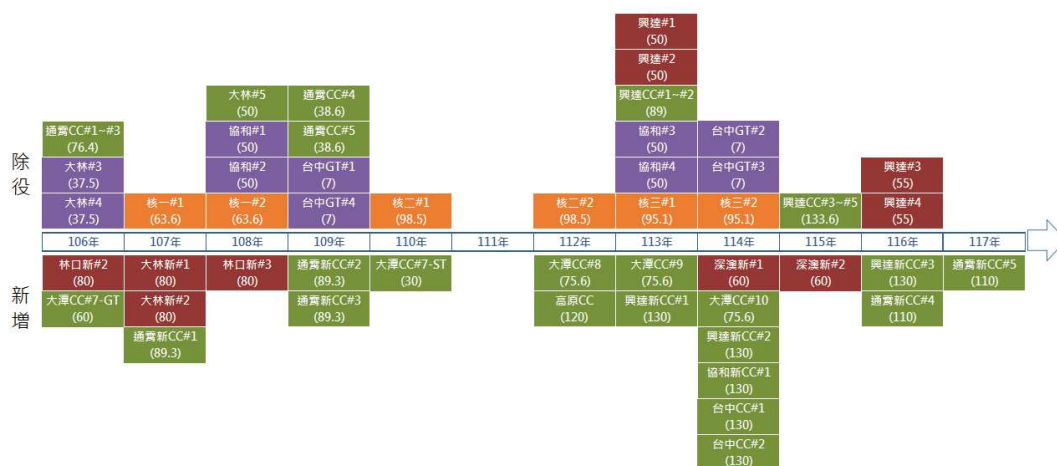 興達#1
(50)
興達#2
(50)
大林#5
(50)
通霄CC#4
(38.6)
興達CC#1~#2
(89)
通霄CC#1~#3
(76.4)
協和#1
(50)
通霄CC#5
(38.6)
協和#3
(50)
台中GT#2
(7)
除役
大林#3
(37.5)
協和#2
(50)
台中GT#1
(7)
協和#4
(50)
台中GT#3
(7)
興達#3
(55)
大林#4
(37.5)
核一#1
(63.6)
核一#2
(63.6)
台中GT#4
(7)
核二#1
(98.5)
核二#2
(98.5)
核三#1
(95.1)
核三#2
(95.1)
興達CC#3~#5
(133.6)
興達#4
(55)
106年 107年 108年 109年 110年 111年 112年 113年 114年 115年 116年 117年
新增
林口新#2
(80)
大林新#1
(80)
林口新#3
(80)
通霄新CC#2
(89.3)
大潭CC#7-ST
(30)
大潭CC#8
(75.6)
大潭CC#9
(75.6)
深澳新#1
(60)
深澳新#2
(60)
興達新CC#3
(130)
通霄新CC#5
(110)
大潭CC#7-GT
(60)
大林新#2
(80)
通霄新CC#3
(89.3)
高原CC
(120)
興達新CC#1
(130)
大潭CC#10
(75.6)
通霄新CC#4
(110)
通霄新CC#1
(89.3)
興達新CC#2
(130)
協和新CC#1
(130)
台中CC#1
(130)
台中CC#2
(130)